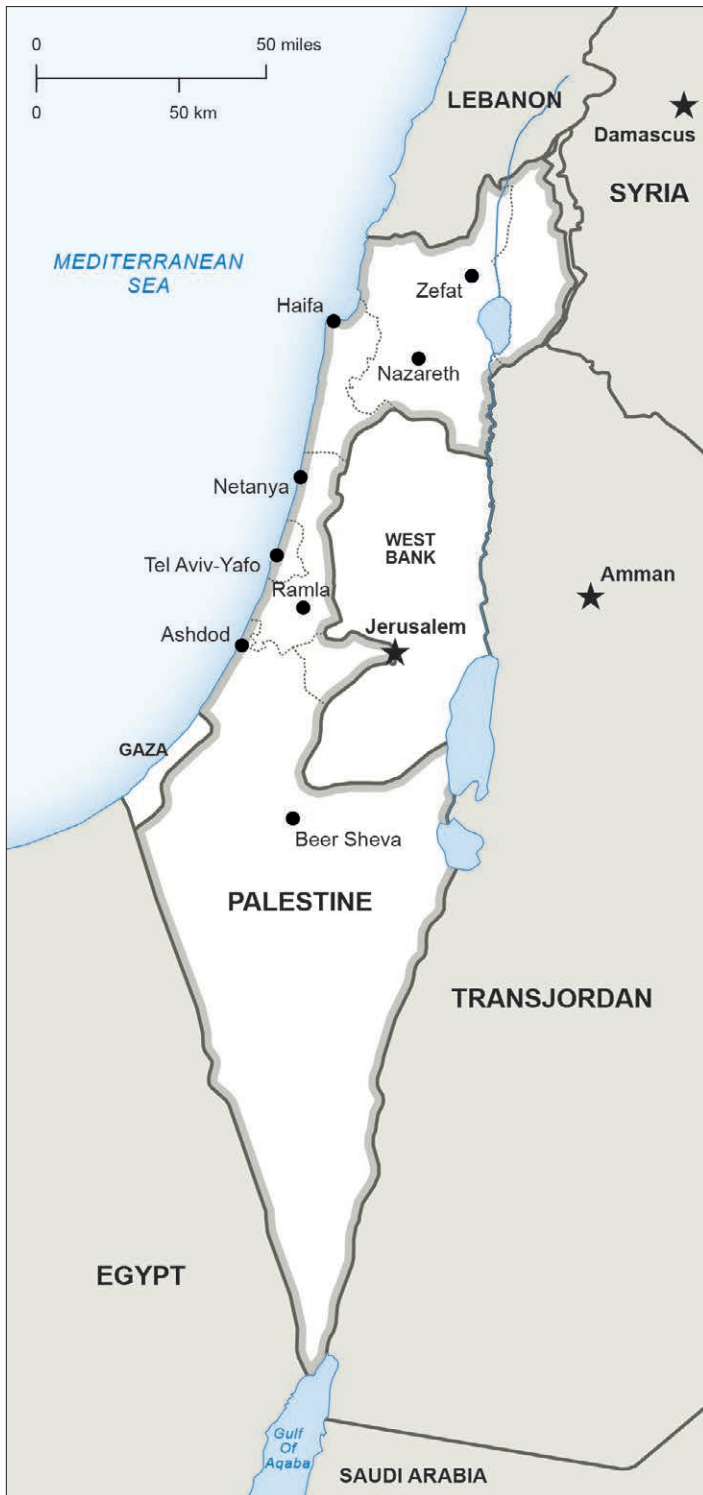 0 50 miles
0 50 km
LEBANON
Damascus
SYRIA
MEDITERRANEAN
SEA
Zefat
Haifa
Nazareth
Netanya
WEST
BANK
Tel Aviv-Yafo
Amman
Ramla
Jerusalem
Ashdod
GAZA
Beer Sheva
PALESTINE
TRANSJORDAN
EGYPT
Gulf
Of
Aqaba
SAUDI ARABIA